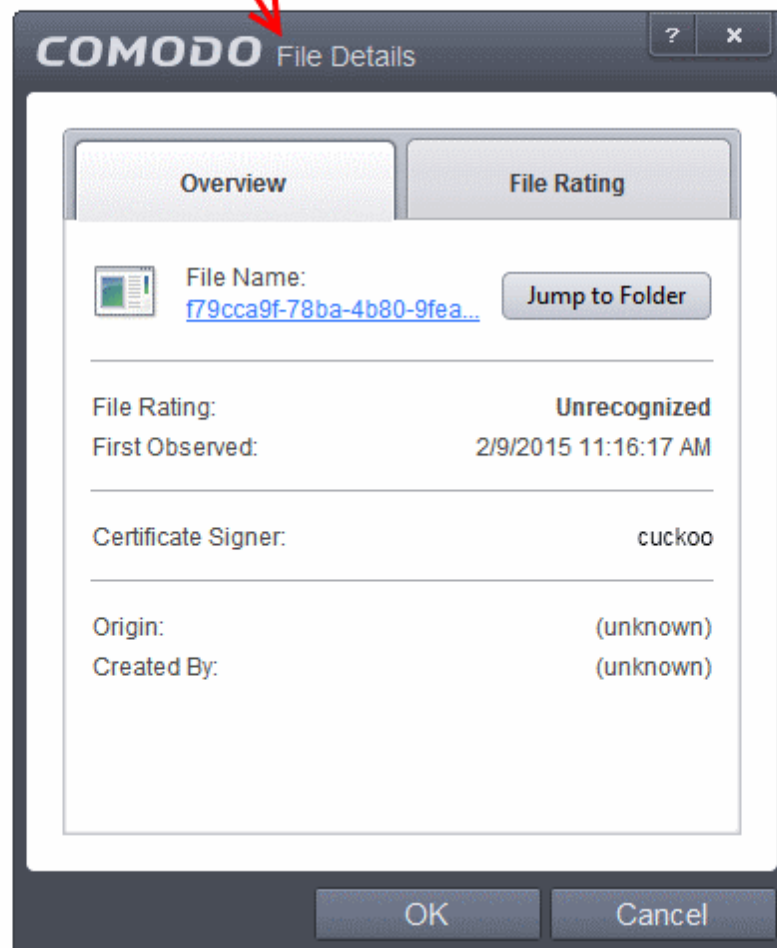 COMODO File Details ? ×
Overview File Rating
File Name:
f79cca9f-78ba-4b80-9fea...
Jump to Folder
File Rating: Unrecognized
First Observed: 2/9/2015 11:16:17 AM
Certificate Signer: cuckoo
Origin: (unknown)
Created By: (unknown)
OK Cancel